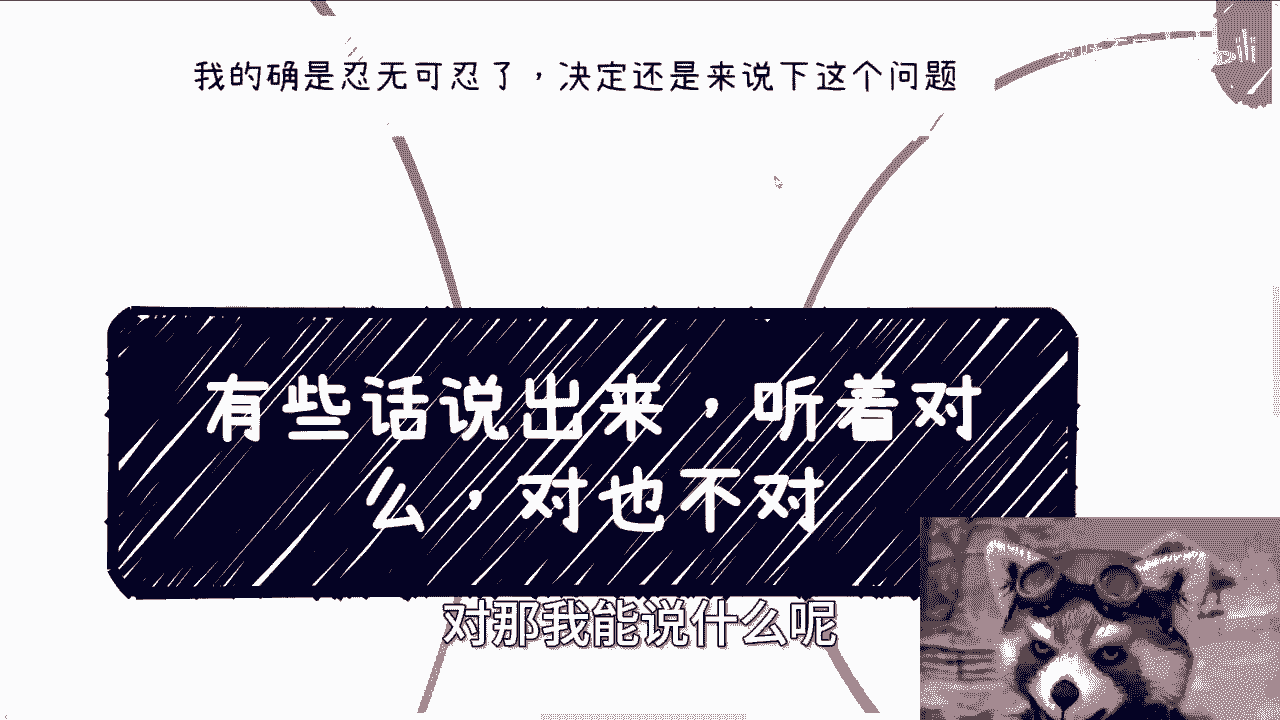 我的确是忍无可忍了，决定还是来说下这个问题
有些话说出来，听着对
么，对也不对
对那我能说什么呢